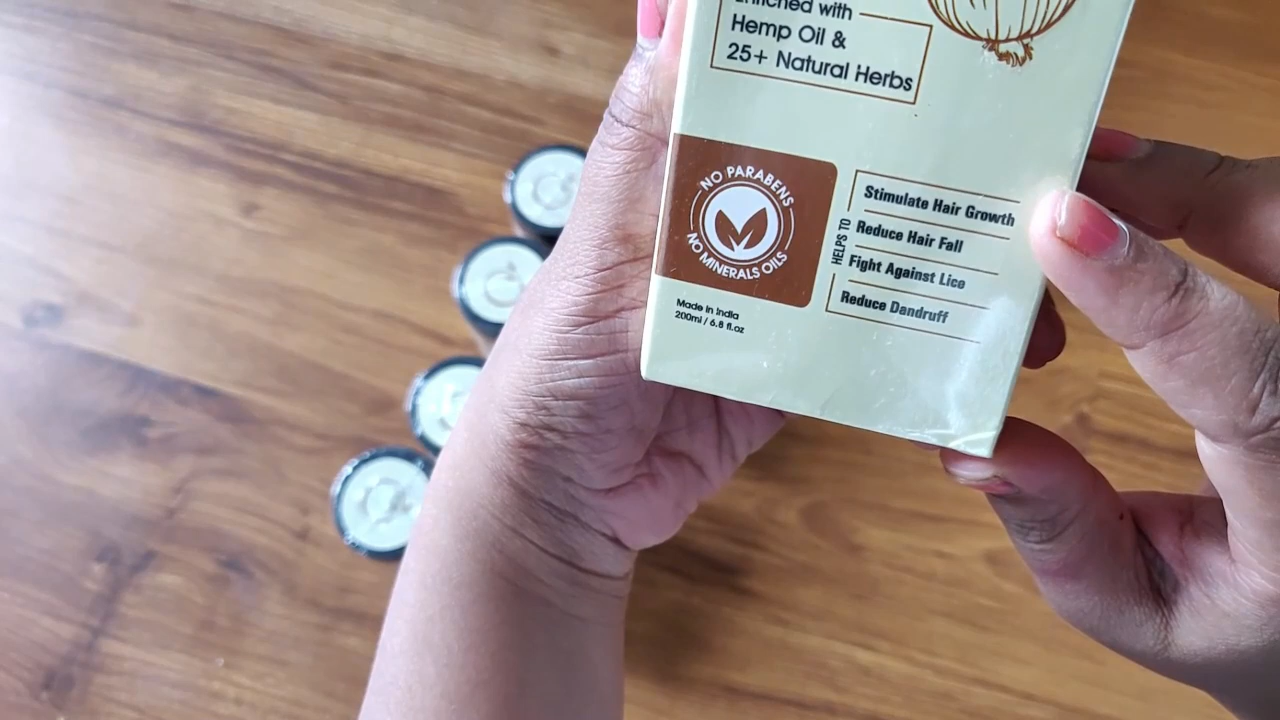 Enriched with
Hemp Oil &
25+ Natural Herbs
NO PARABENS
NO MINERALS OILS
HELPS TO
Stimulate Hair Growth
Reduce Hair Fall
Fight Against Lice
Reduce Dandruff
Made in India
200ml / 6.8 fl.oz